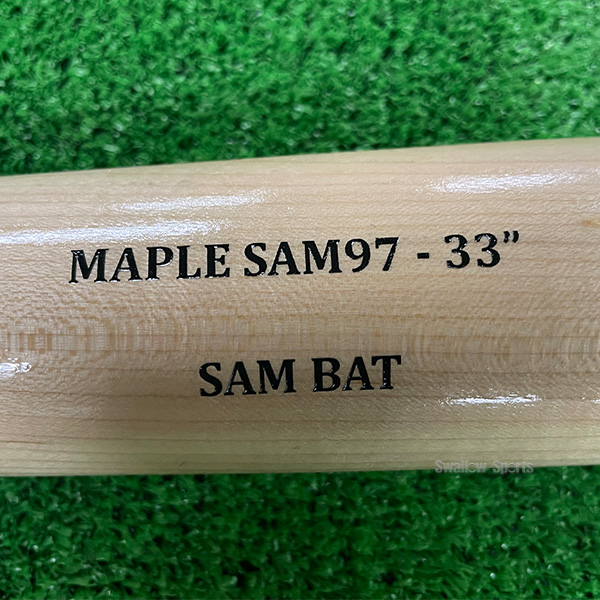 MAPLE SAM97 - 33”
SAM BAT
Swallow Sports